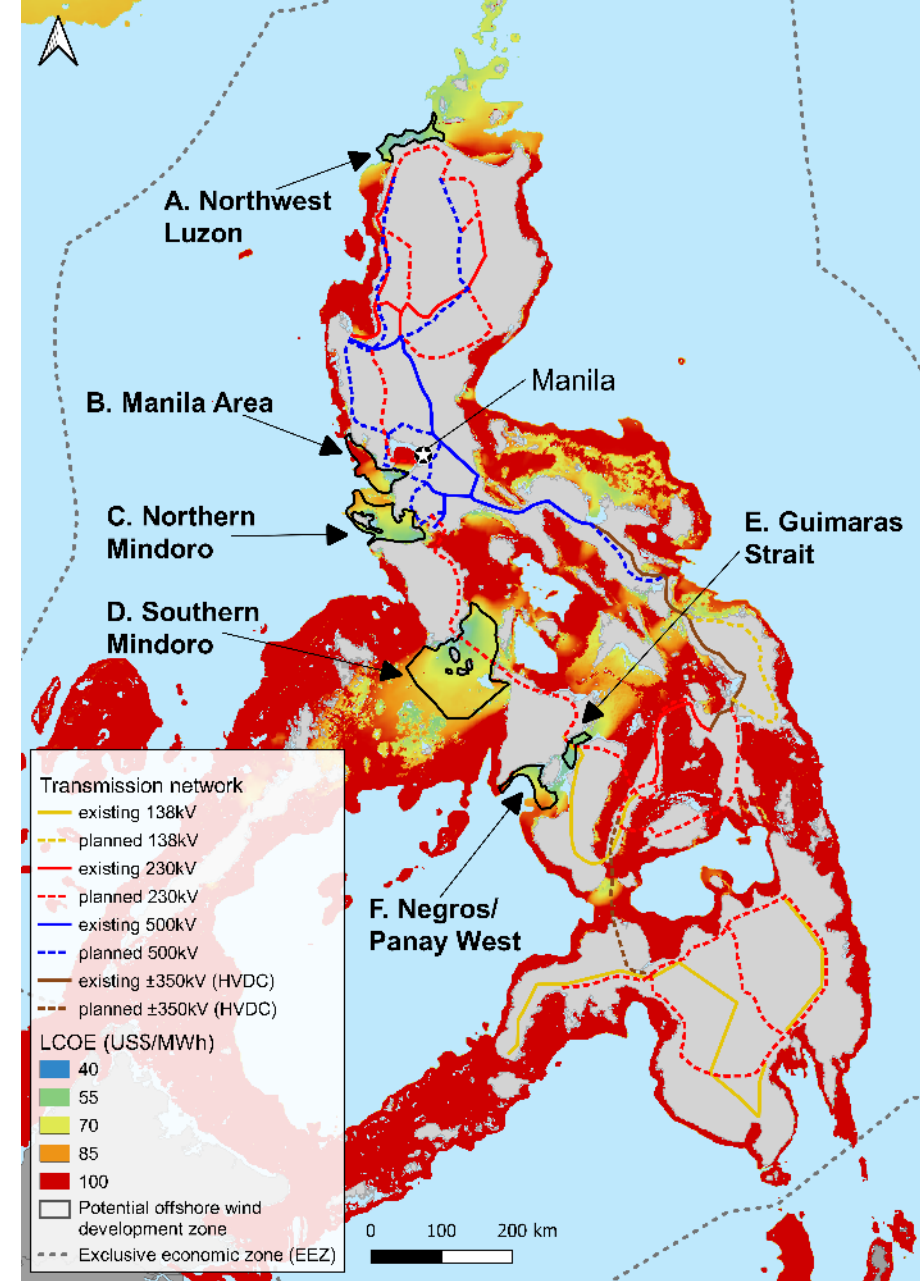 A. Northwest
Luzon
Manila
B. Manila Area
C. Northern
Mindoro
E. Guimaras
Strait
D. Southern
Mindoro
F. Negros/
Panay West
Transmission network
existing 138kV
planned 138kV
existing 230kV
planned 230kV
existing 500kV
planned 500kV
existing ±350kV (HVDC)
planned ±350kV (HVDC)
LCOE (US$/MWh)
40
55
70
85
100
Potential offshore wind
development zone
Exclusive economic zone (EEZ)
0 100 200 km